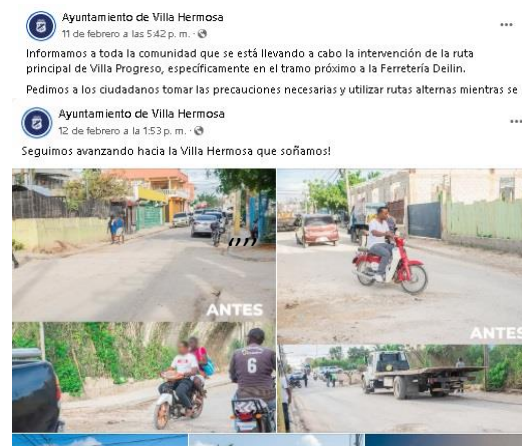 Ayuntamiento de Villa Hermosa
11 de febrero a las 5:42 p. m. ·
Informamos a toda la comunidad que se está llevando a cabo la intervención de la ruta
principal de Villa Progreso, específicamente en el tramo próximo a la Ferretería Deilin.
Pedimos a los ciudadanos tomar las precauciones necesarias y utilizar rutas alternas mientras se
Ayuntamiento de Villa Hermosa
12 de febrero a la 1:53 p. m. ·
Seguimos avanzando hacia la Villa Hermosa que soñamos!
ANTES
ANTES
6